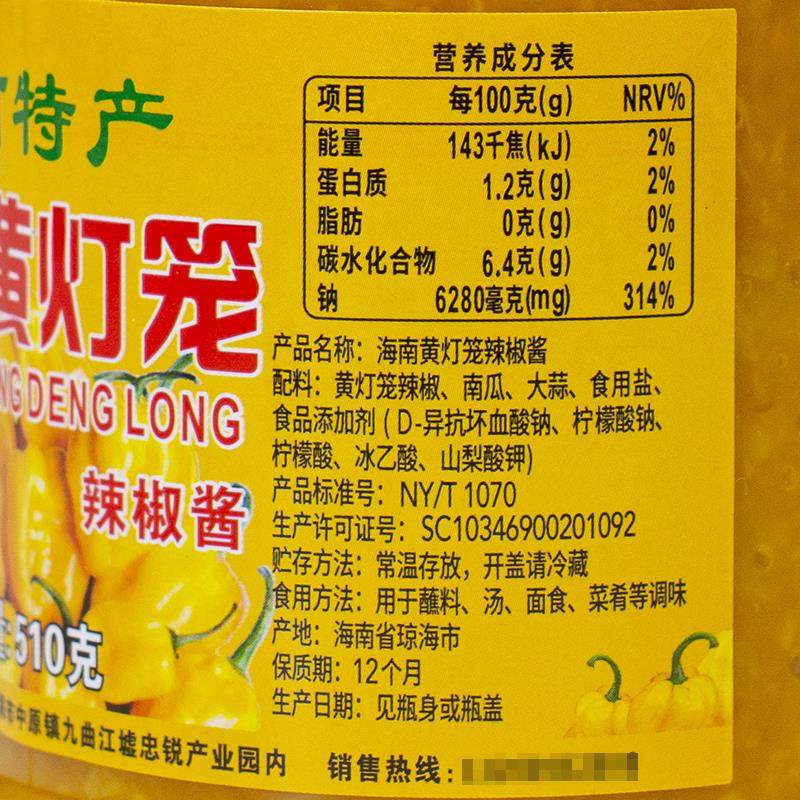 特产
黄灯笼
NG DENG LONG
辣椒酱
510克
中原镇九曲江墟忠锐产业园内
营养成分表
项目 每100克(g) NRV%
能量 143千焦(kJ) 2%
蛋白质 1.2克(g) 2%
脂肪 0克(g) 0%
碳水化合物 6.4克(g) 2%
钠 6280毫克(mg) 314%
产品名称：海南黄灯笼辣椒酱
配料：黄灯笼辣椒、南瓜、大蒜、食用盐、
食品添加剂(D-异抗坏血酸钠、柠檬酸钠、
柠檬酸、冰乙酸、山梨酸钾)
产品标准号：NY/T 1070
生产许可证号：SC10346900201092
贮存方法：常温存放，开盖请冷藏
食用方法：用于蘸料、汤、面食、菜肴等调味
产地：海南省琼海市
保质期：12个月
生产日期：见瓶身或瓶盖
销售热线：